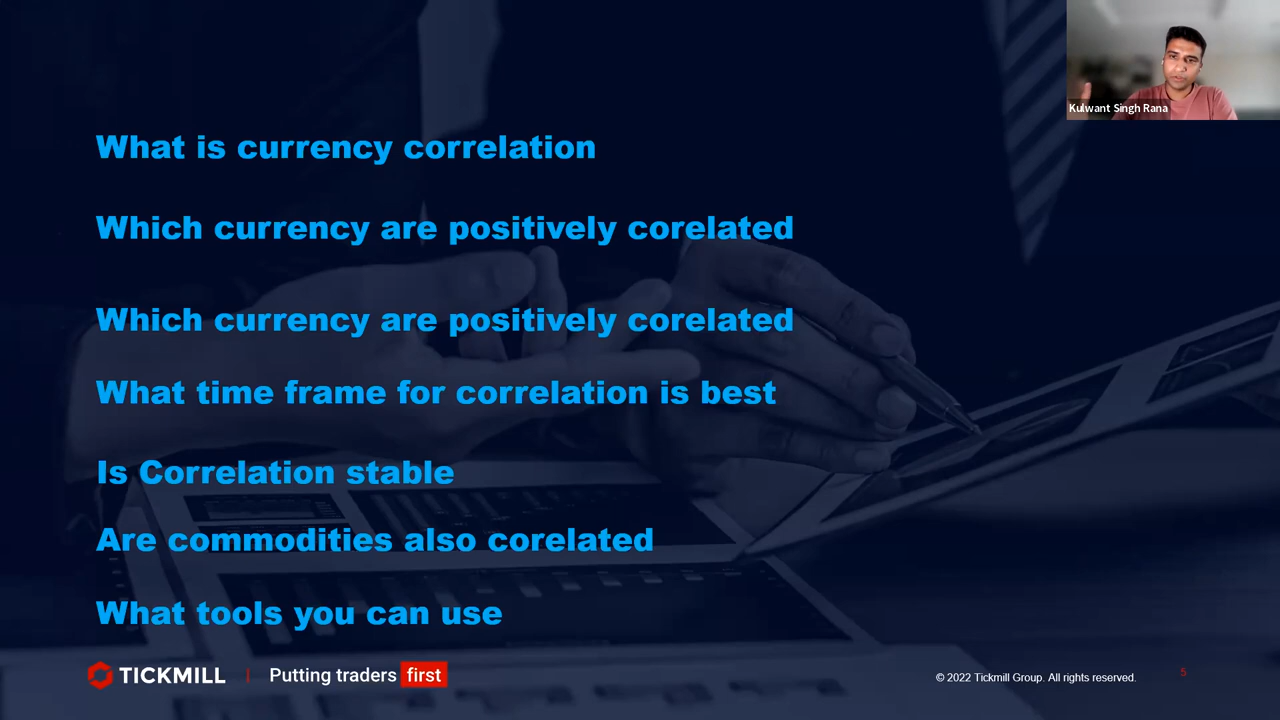 Kulwant Singh Rana
What is currency correlation
Which currency are positively corelated
Which currency are positively corelated
What time frame for correlation is best
Is Correlation stable
Are commodities also corelated
What tools you can use
TICKMILL | Putting traders first
© 2022 Tickmill Group. All rights reserved.
5